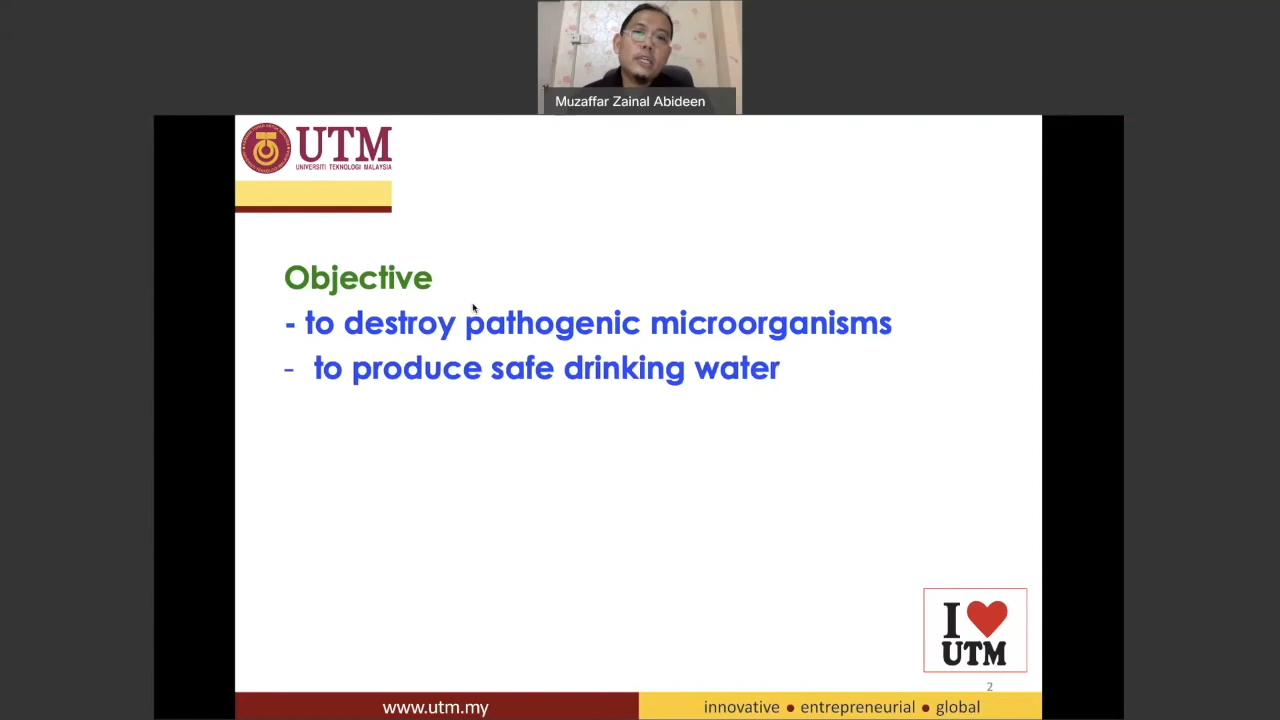 Muzaffar Zainal Abideen
UTM
UNIVERSITI TEKNOLOGI MALAYSIA
Objective
- to destroy pathogenic microorganisms
- to produce safe drinking water
I ❤ UTM
2
www.utm.my
innovative ● entrepreneurial ● global